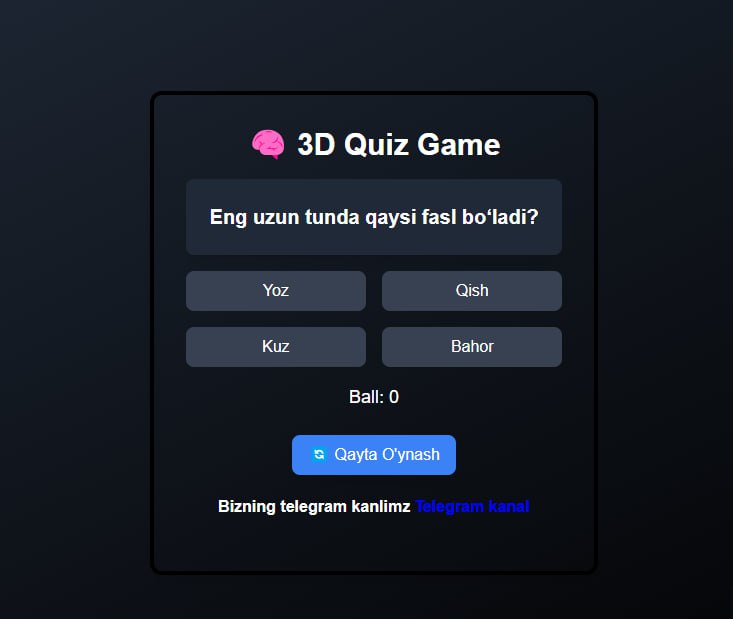 🧠 3D Quiz Game
Eng uzun tunda qaysi fasl bo‘ladi?
Yoz
Qish
Kuz
Bahor
Ball: 0
🔄 Qayta O'ynash
Bizning telegram kanlimz Telegram kanal